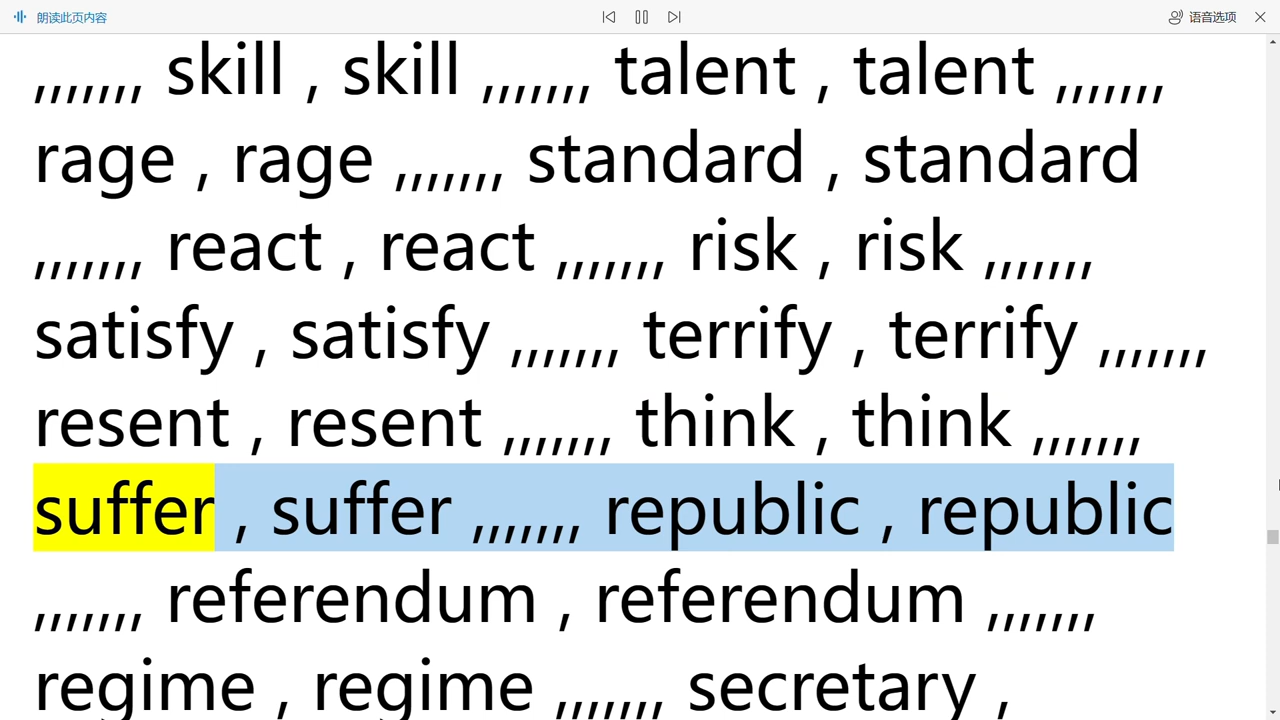 朗读此页内容 语音选项
,,,,,,, skill , skill ,,,,,,, talent , talent ,,,,,,,
rage , rage ,,,,,,, standard , standard
,,,,,,, react , react ,,,,,,, risk , risk ,,,,,,,
satisfy , satisfy ,,,,,,, terrify , terrify ,,,,,,,
resent , resent ,,,,,,, think , think ,,,,,,,
suffer , suffer ,,,,,,, republic , republic
,,,,,,, referendum , referendum ,,,,,,,
regime , regime ,,,,,,, secretary ,